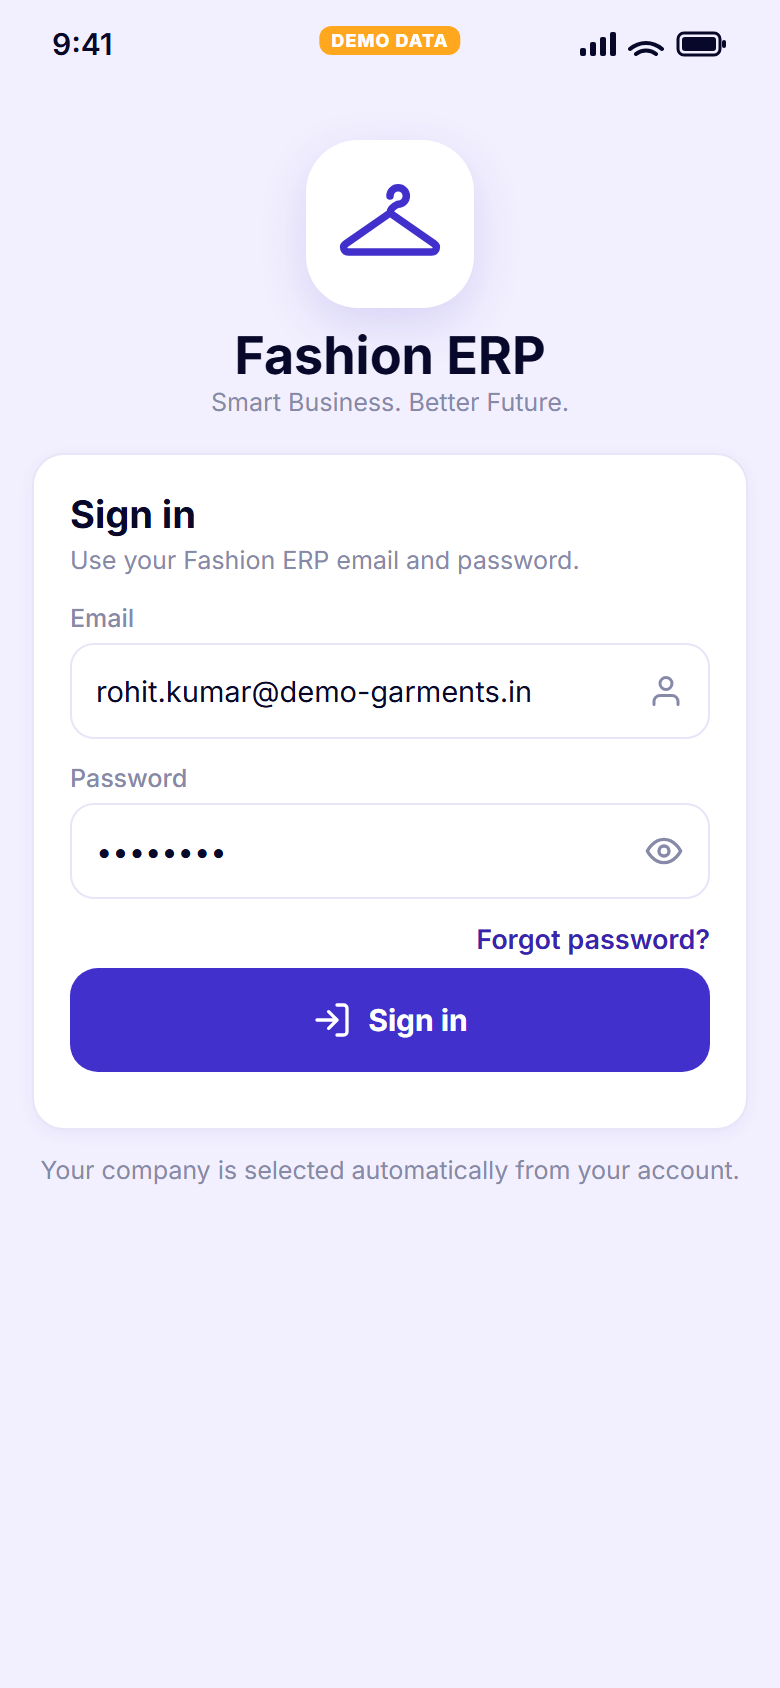 9:41
DEMO DATA
Fashion ERP
Smart Business. Better Future.
Sign in
Use your Fashion ERP email and password.
Email
rohit.kumar@demo-garments.in
Password
••••••••
Forgot password?
Sign in
Your company is selected automatically from your account.